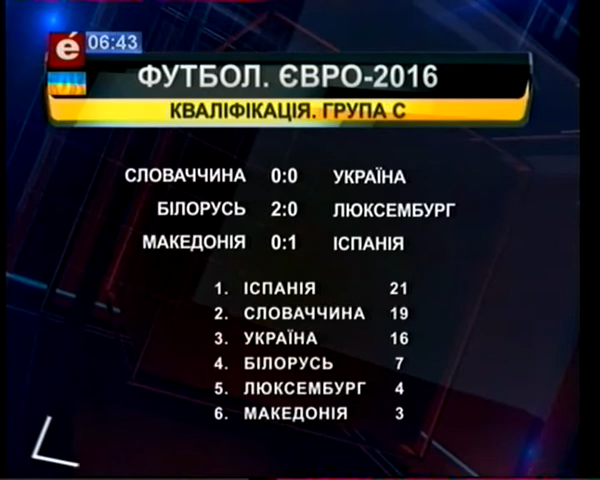 é 06:43
ФУТБОЛ. ЄВРО-2016
КВАЛІФІКАЦІЯ. ГРУПА С
СЛОВАЧЧИНА 0:0 УКРАЇНА
БІЛОРУСЬ 2:0 ЛЮКСЕМБУРГ
МАКЕДОНІЯ 0:1 ІСПАНІЯ
1. ІСПАНІЯ 21
2. СЛОВАЧЧИНА 19
3. УКРАЇНА 16
4. БІЛОРУСЬ 7
5. ЛЮКСЕМБУРГ 4
6. МАКЕДОНІЯ 3